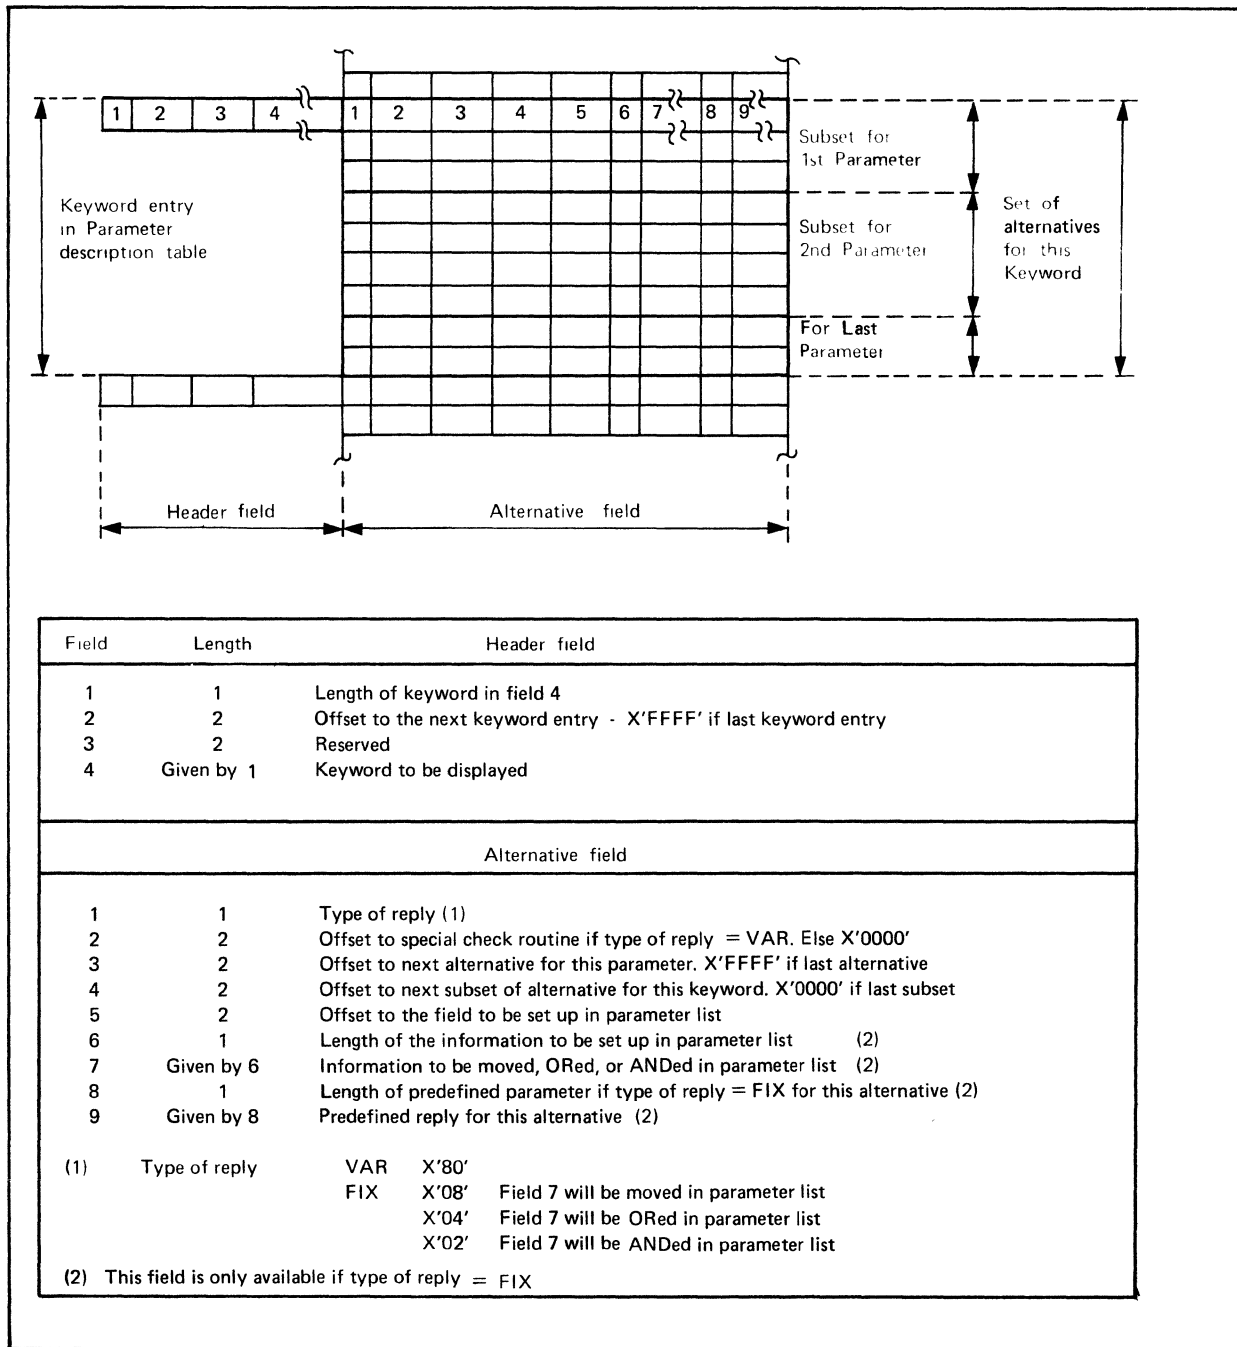 1 2 3 4 1 2 3 4 5 6 7 8 9
Subset for
1st Parameter
Keyword entry
in Parameter
description table
Subset for
2nd Parameter
Set of
alternatives
for this
Keyword
For Last
Parameter
Header field
Alternative field
Field Length Header field
1 1 Length of keyword in field 4
2 2 Offset to the next keyword entry - X'FFFF' if last keyword entry
3 2 Reserved
4 Given by 1 Keyword to be displayed
Alternative field
1 1 Type of reply (1)
2 2 Offset to special check routine if type of reply = VAR. Else X'0000'
3 2 Offset to next alternative for this parameter. X'FFFF' if last alternative
4 2 Offset to next subset of alternative for this keyword. X'0000' if last subset
5 2 Offset to the field to be set up in parameter list
6 1 Length of the information to be set up in parameter list (2)
7 Given by 6 Information to be moved, ORed, or ANDed in parameter list (2)
8 1 Length of predefined parameter if type of reply = FIX for this alternative (2)
9 Given by 8 Predefined reply for this alternative (2)
(1) Type of reply VAR X'80'
FIX X'08' Field 7 will be moved in parameter list
X'04' Field 7 will be ORed in parameter list
X'02' Field 7 will be ANDed in parameter list
(2) This field is only available if type of reply = FIX